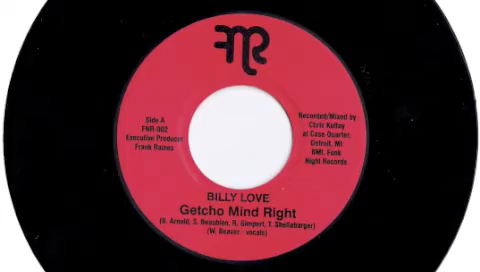 FNR
Side A
FNR-002
Executive Producer
Frank Raines
Recorded/Mixed by
Chris Koltay
at Case Quarter,
Detroit, MI
BMI. Funk
Night Records
BILLY LOVE
Getcho Mind Right
(B. Arnold, S. Beaubien, R. Gimpert, T. Shellabarger)
(W. Beaver - vocals)